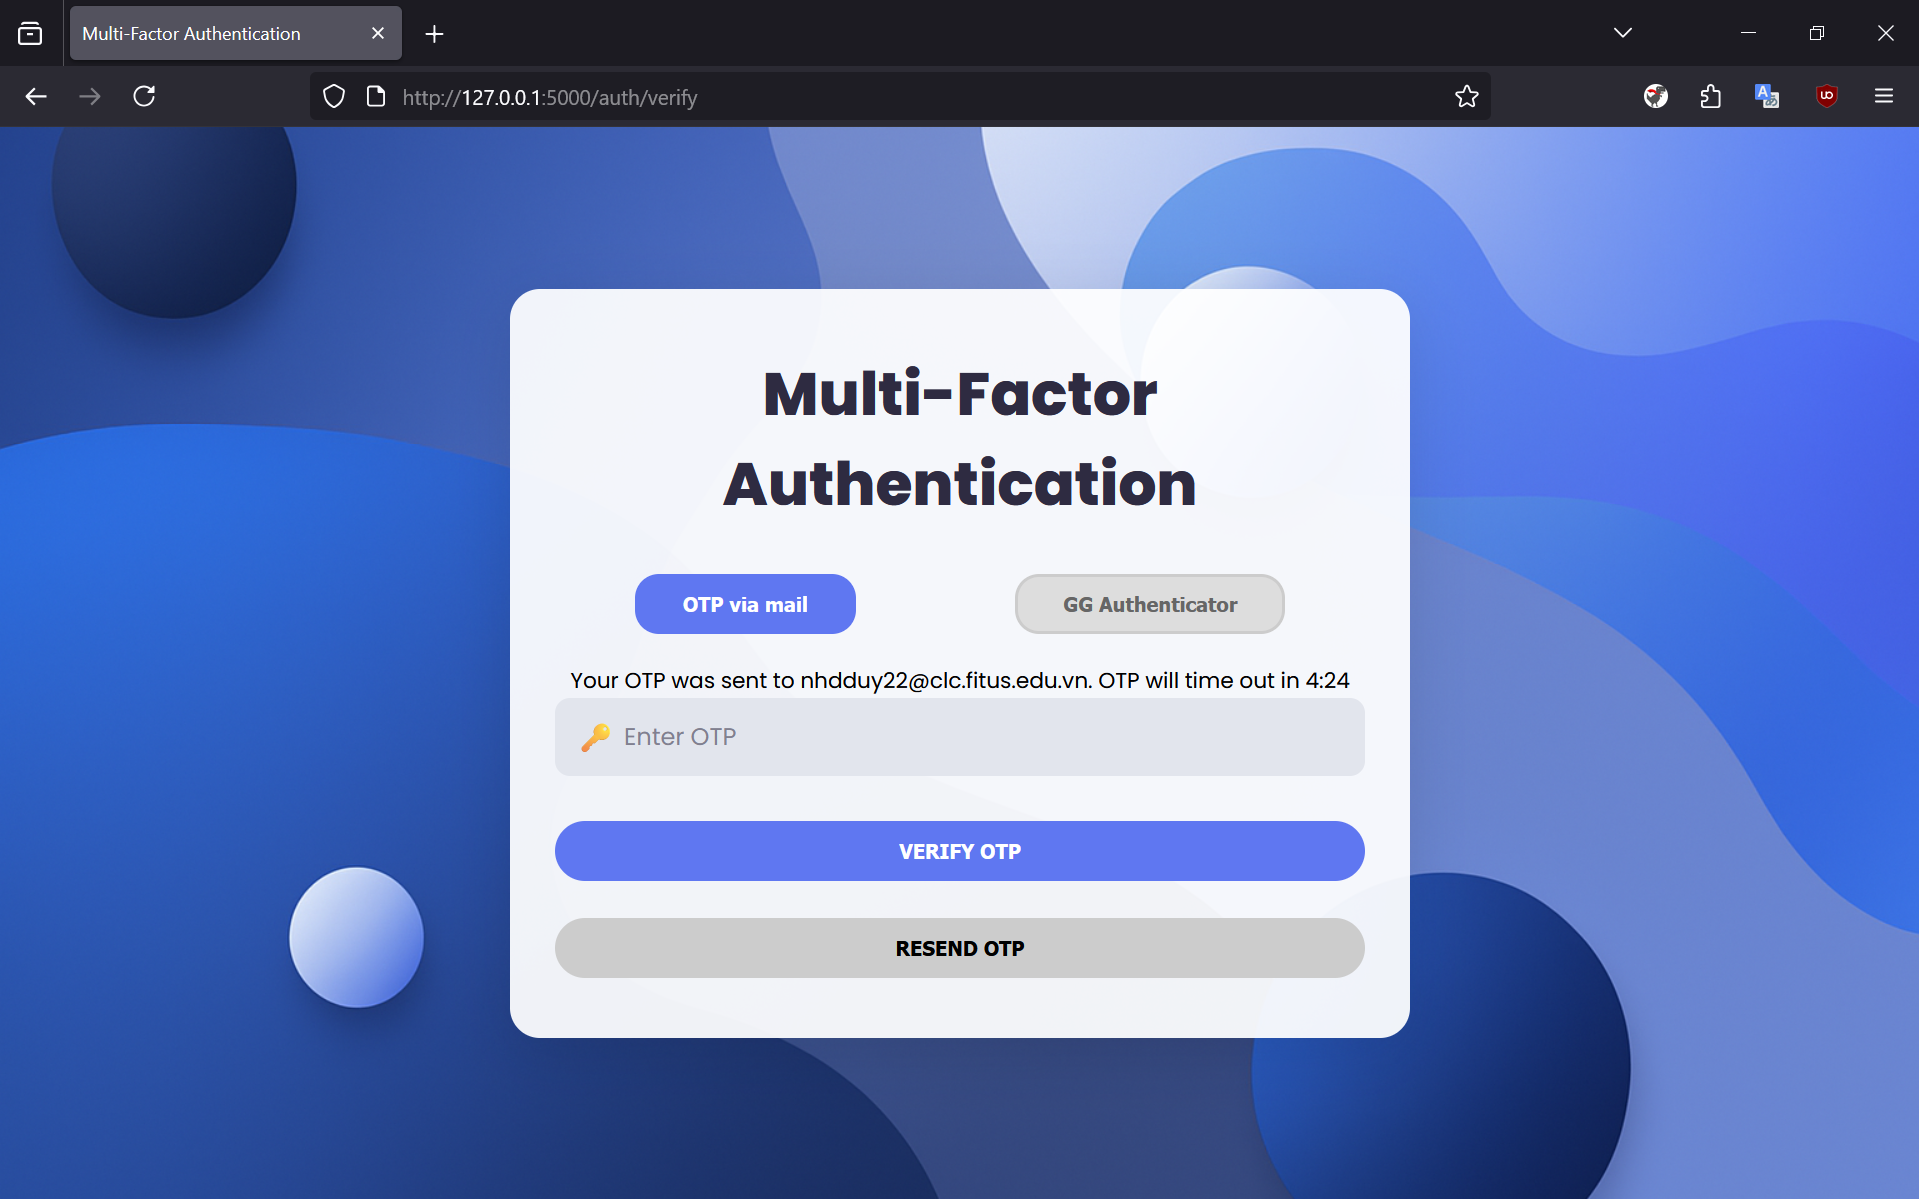 Multi-Factor Authentication
http://127.0.0.1:5000/auth/verify
Multi-Factor
Authentication
OTP via mail
GG Authenticator
Your OTP was sent to nhdduy22@clc.fitus.edu.vn. OTP will time out in 4:24
Enter OTP
VERIFY OTP
RESEND OTP